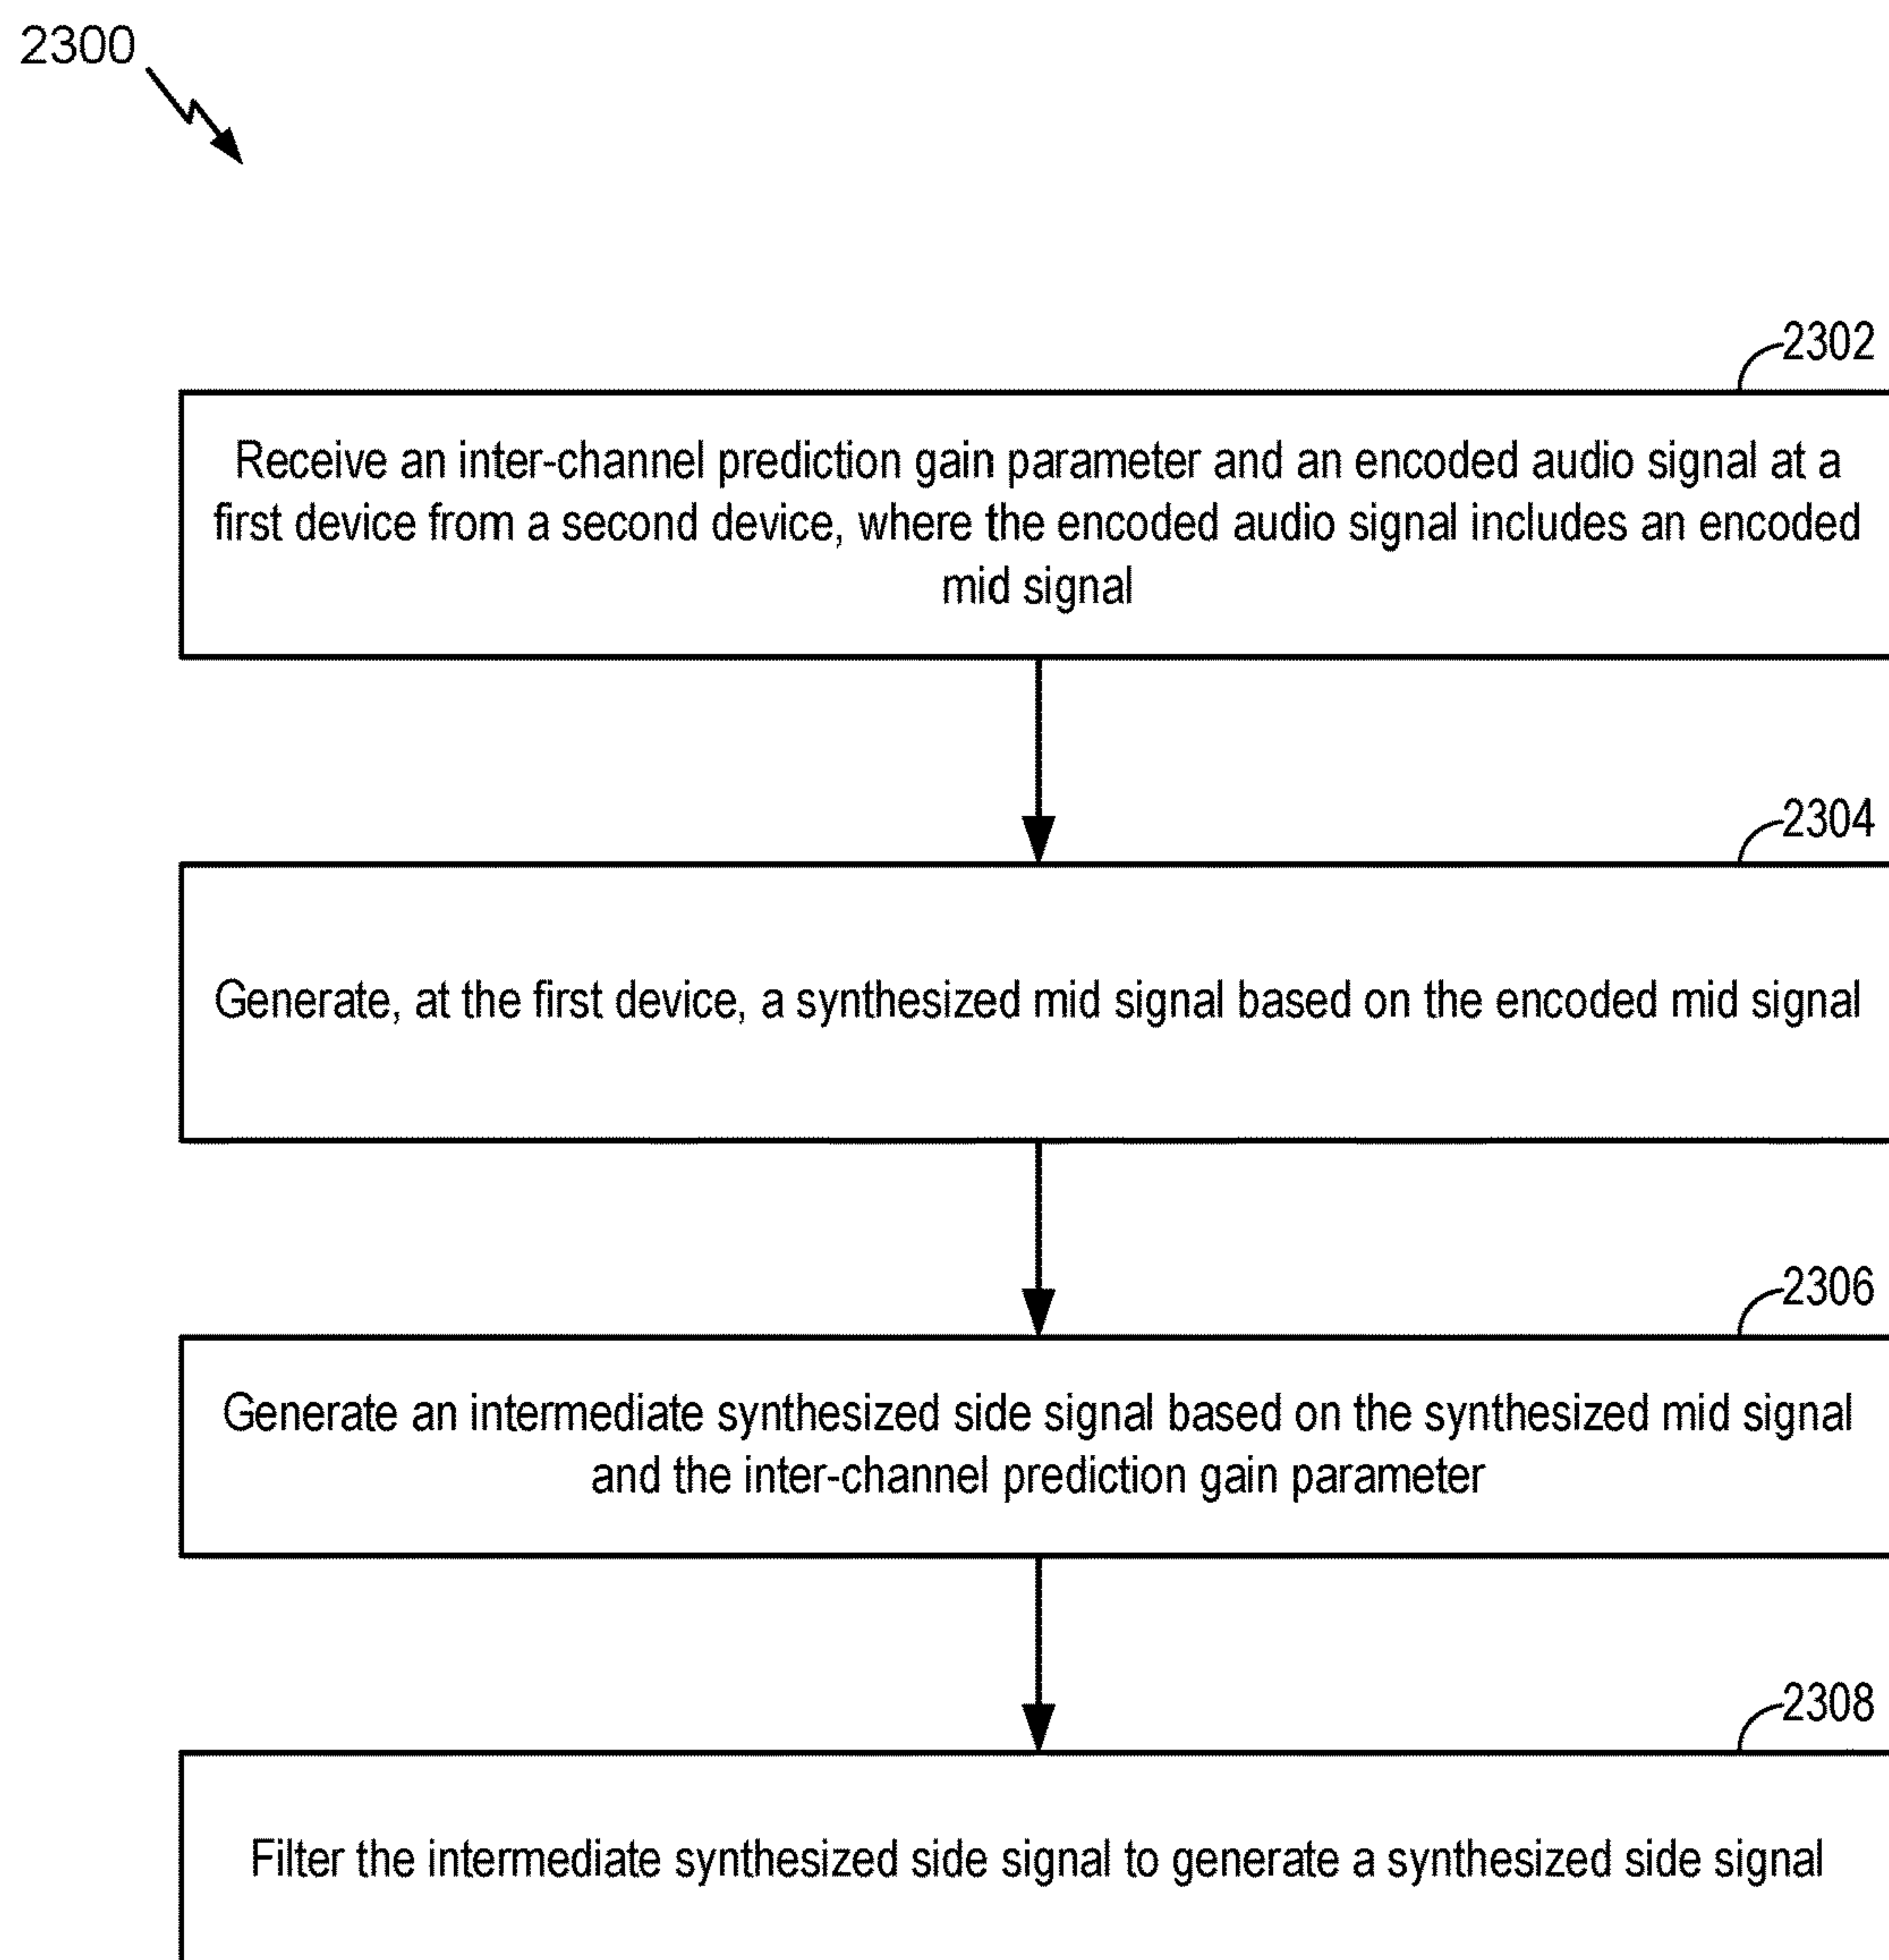 2300
2302
Receive an inter-channel prediction gain parameter and an encoded audio signal at a
first device from a second device, where the encoded audio signal includes an encoded
mid signal
2304
Generate, at the first device, a synthesized mid signal based on the encoded mid signal
2306
Generate an intermediate synthesized side signal based on the synthesized mid signal
and the inter-channel prediction gain parameter
2308
Filter the intermediate synthesized side signal to generate a synthesized side signal